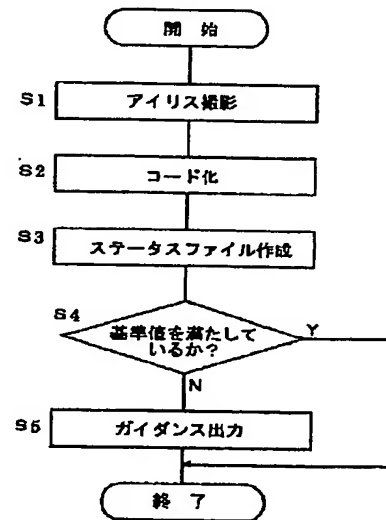 開始
S1 アイリス撮影
S2 コード化
S3 ステータスファイル作成
S4 基準値を満たして
いるか?
Y
N
S5 ガイダンス出力
終了